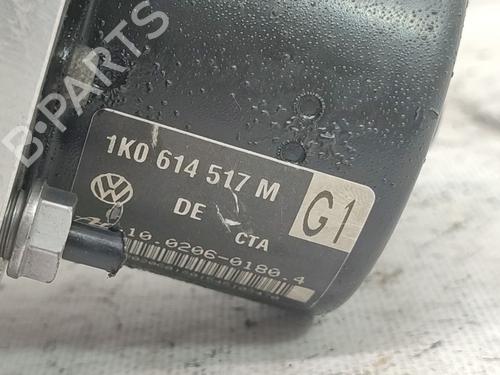 B-PARTS
1K0 614 517 M
G1
DE CTA
10.0206-0180.4